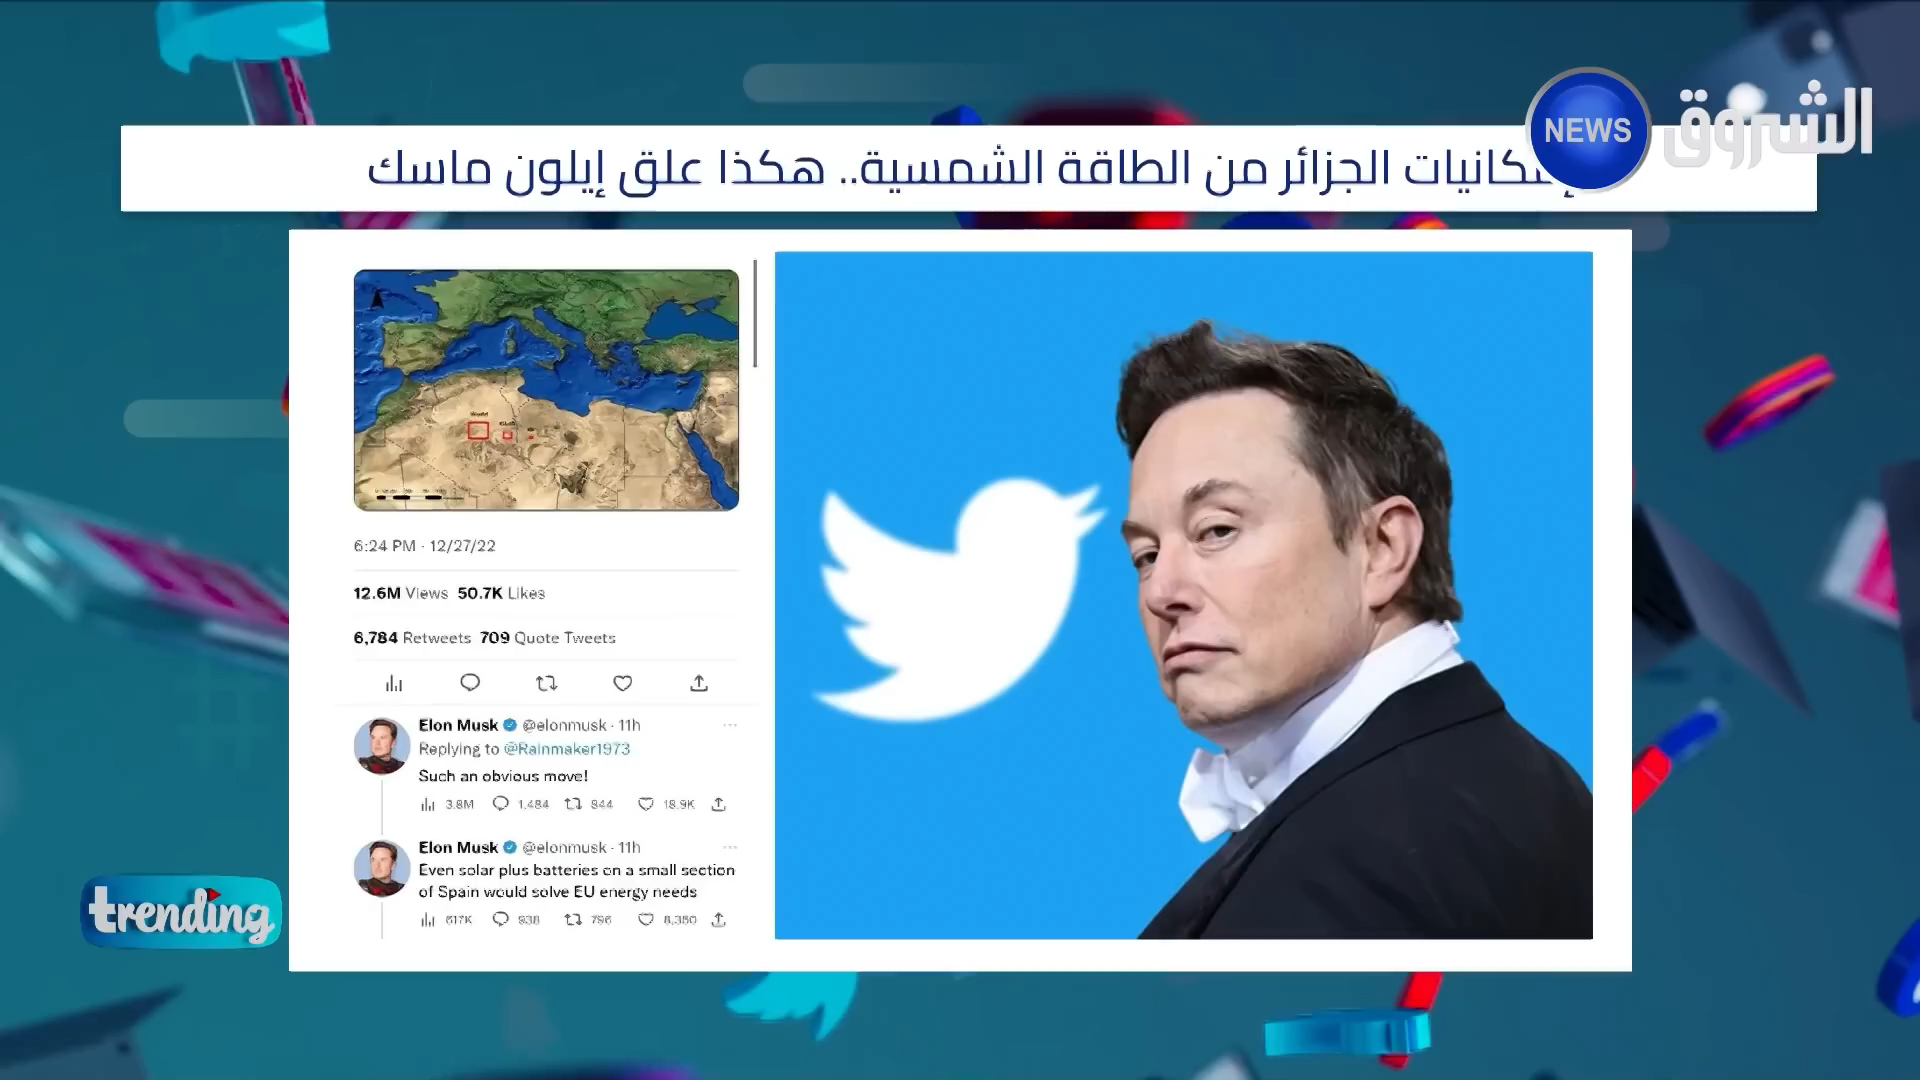 الشروق
NEWS
إمكانيات الجزائر من الطاقة الشمسية.. هكذا علق إيلون ماسك
World
6:24 PM · 12/27/22
12.6M Views 50.7K Likes
6,784 Retweets 709 Quote Tweets
Elon Musk @elonmusk · 11h
Replying to @Rainmaker1973
Such an obvious move!
3.8M 1,484 844 18.9K
Elon Musk @elonmusk · 11h
Even solar plus batteries on a small section
of Spain would solve EU energy needs
617K 938 796 8,350
trending